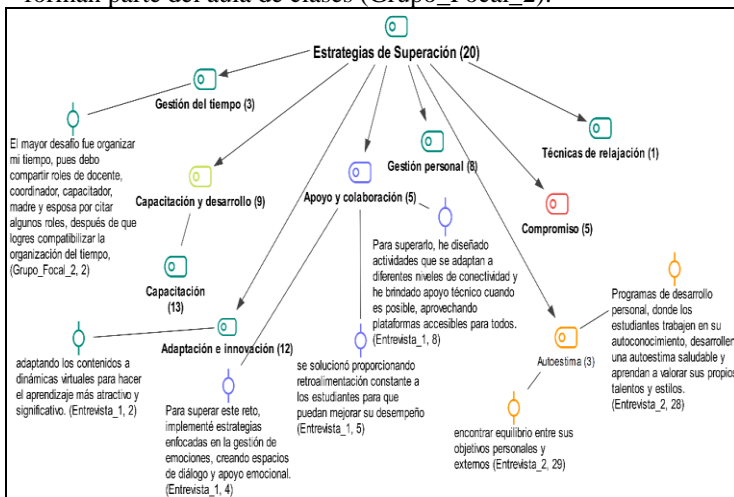 forman parte del aula de clases (Grupo_Focal_2).
Estrategias de Superación (20)
Gestión del tiempo (3)
El mayor desafío fue organizar
mi tiempo, pues debo
compartir roles de docente,
coordinador, capacitador,
madre y esposa por citar
algunos roles, después de que
logres compatibilizar la
organización del tiempo,
(Grupo_Focal_2, 2)
Capacitación y desarrollo (9)
Capacitación
(13)
Apoyo y colaboración (5)
Gestión personal (8)
Técnicas de relajación (1)
Compromiso (5)
Para superarlo, he diseñado
actividades que se adaptan a
diferentes niveles de conectividad y
he brindado apoyo técnico cuando
es posible, aprovechando
plataformas accesibles para todos.
(Entrevista_1, 8)
Programas de desarrollo
personal, donde los
estudiantes trabajen en su
autoconocimiento, desarrollen
una autoestima saludable y
aprendan a valorar sus propios
talentos y estilos.
(Entrevista_2, 28)
Adaptación e innovación (12)
adaptando los contenidos a
dinámicas virtuales para hacer
el aprendizaje más atractivo y
significativo. (Entrevista_1, 2)
Para superar este reto,
implementé estrategias
enfocadas en la gestión de
emociones, creando espacios
de diálogo y apoyo emocional.
(Entrevista_1, 4)
se solucionó proporcionando
retroalimentación constante a
los estudiantes para que
puedan mejorar su desempeño
(Entrevista_1, 5)
Autoestima (3)
encontrar equilibrio entre sus
objetivos personales y
externos (Entrevista_2, 29)